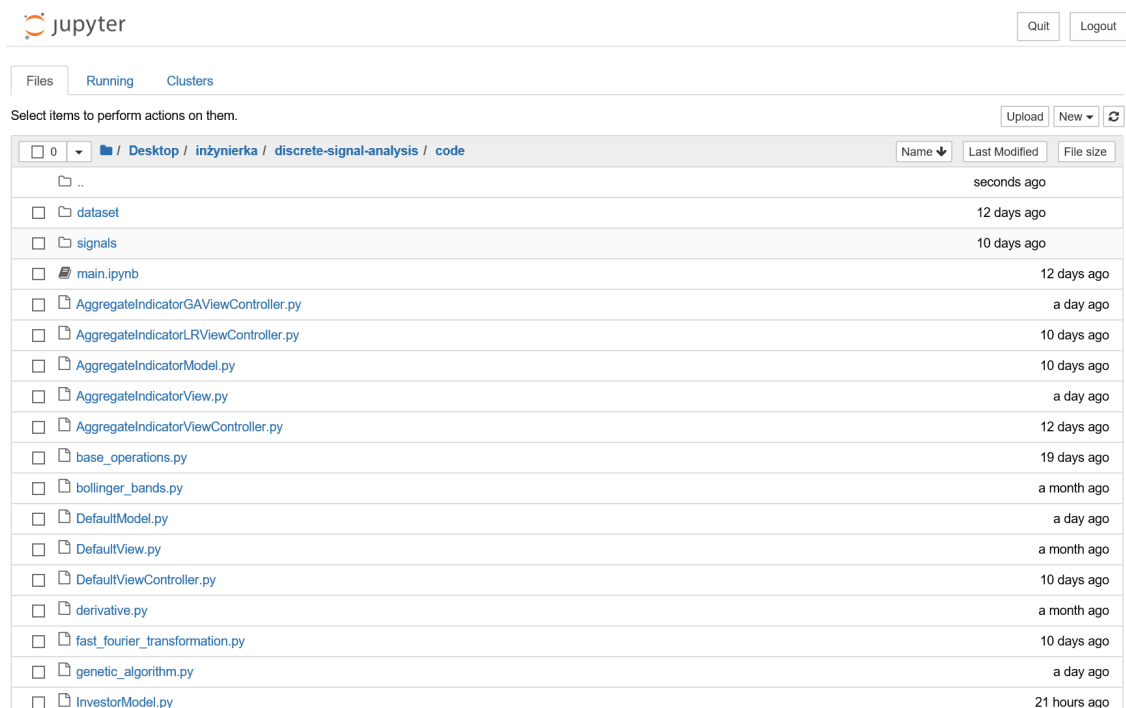 jupyter Quit Logout
Files Running Clusters
Select items to perform actions on them. Upload New
0 / Desktop / inżynierka / discrete-signal-analysis / code Name Last Modified File size
.. seconds ago
dataset 12 days ago
signals 10 days ago
main.ipynb 12 days ago
AggregateIndicatorGAViewController.py a day ago
AggregateIndicatorLRViewController.py 10 days ago
AggregateIndicatorModel.py 10 days ago
AggregateIndicatorView.py a day ago
AggregateIndicatorViewController.py 12 days ago
base_operations.py 19 days ago
bollinger_bands.py a month ago
DefaultModel.py a day ago
DefaultView.py a month ago
DefaultViewController.py 10 days ago
derivative.py a month ago
fast_fourier_transformation.py 10 days ago
genetic_algorithm.py a day ago
InvestorModel.py 21 hours ago